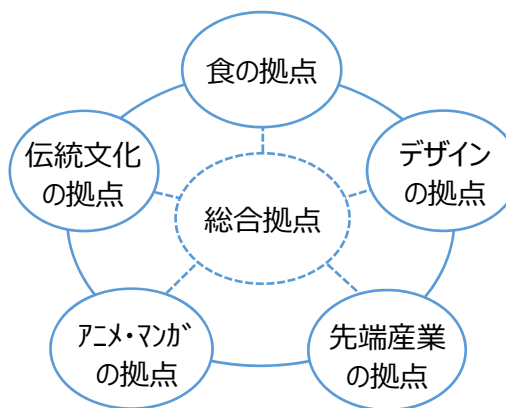 食の拠点
伝統文化
の拠点
デザイン
の拠点
総合拠点
ｱﾆﾒ・ﾏﾝｶﾞ
の拠点
先端産業
の拠点